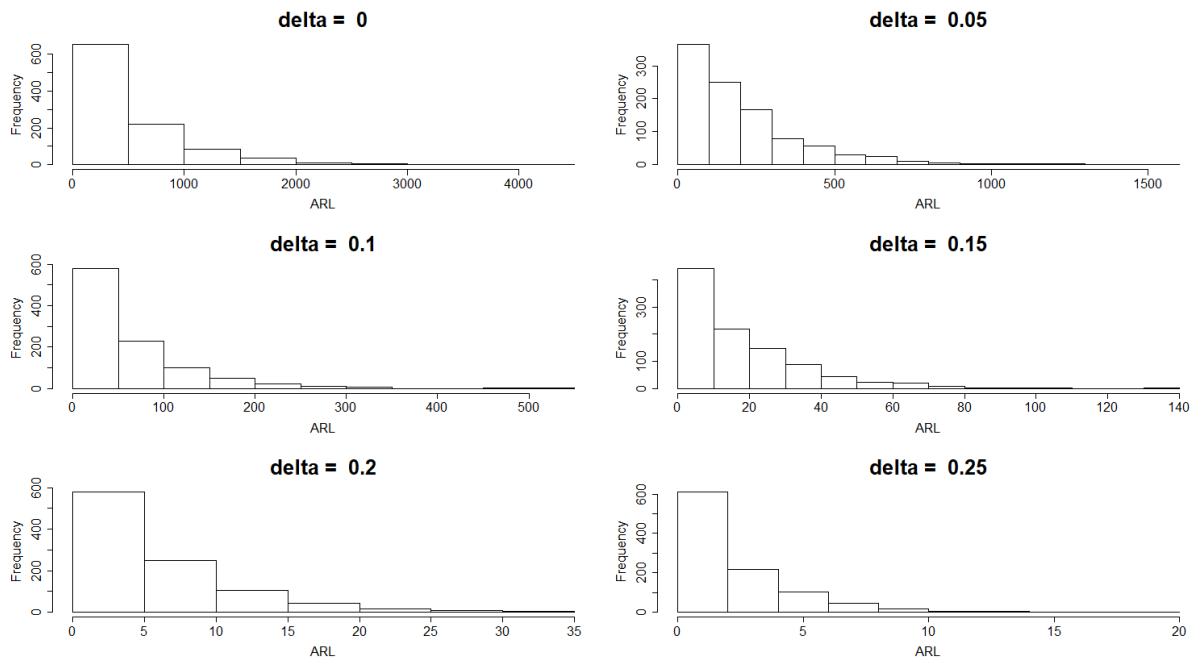 delta =  0
Frequency
0 200 400 600
0 1000 2000 3000 4000
ARL
delta =  0.05
Frequency
0 100 300
0 500 1000 1500
ARL
delta =  0.1
Frequency
0 200 400 600
0 100 200 300 400 500
ARL
delta =  0.15
Frequency
0 100 300
0 20 40 60 80 100 120 140
ARL
delta =  0.2
Frequency
0 200 400 600
0 5 10 15 20 25 30 35
ARL
delta =  0.25
Frequency
0 200 400 600
0 5 10 15 20
ARL